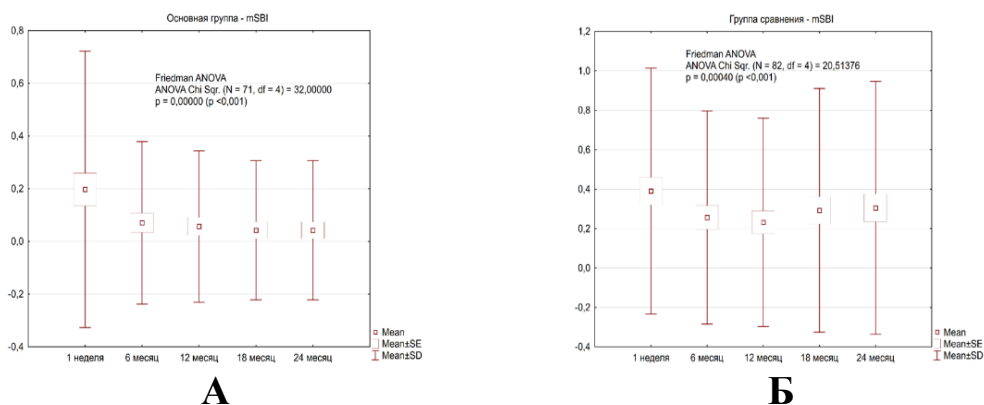 Основная группа - mSBI
0,8
0,6
0,4
0,2
0,0
-0,2
-0,4
Friedman ANOVA
ANOVA Chi Sqr. (N = 71, df = 4) = 32,00000
p = 0,00000 (p <0,001)
1 неделя
6 месяц
12 месяц
18 месяц
24 месяц
Mean
Mean±SE
Mean±SD
А
Группа сравнения - mSBI
1,2
1,0
0,8
0,6
0,4
0,2
0,0
-0,2
-0,4
Friedman ANOVA
ANOVA Chi Sqr. (N = 82, df = 4) = 20,51376
p = 0,00040 (p <0,001)
1 неделя
6 месяц
12 месяц
18 месяц
24 месяц
Mean
Mean±SE
Mean±SD
Б